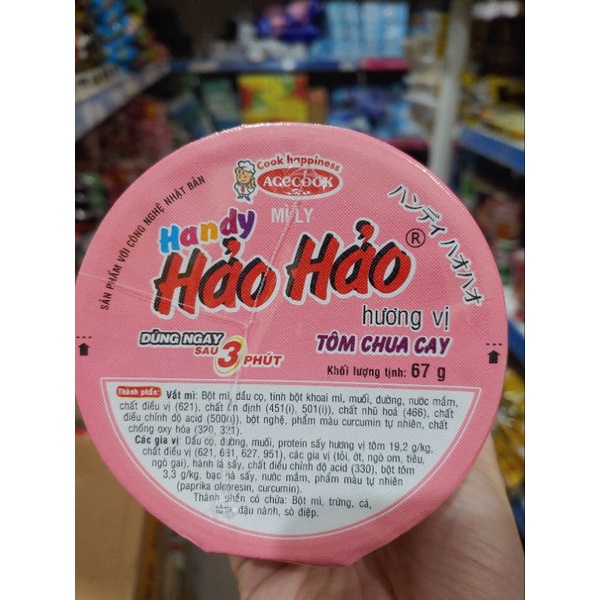 Cook happiness
ACECOOK
SẢN PHẨM VỚI CÔNG NGHỆ NHẬT BẢN
MÌ LY
Handy
Hảo Hảo®
ハンディ ハオハオ
hương vị
TÔM CHUA CAY
DÙNG NGAY
SAU 3 PHÚT
Khối lượng tịnh: 67 g
Thành phần: Vắt mì: Bột mì, dầu cọ, tinh bột khoai mì, muối, đường, nước mắm,
chất điều vị (621), chất ổn định (451(i), 501(i)), chất nhũ hoá (466), chất
điều chỉnh độ acid (500(ii)), bột nghệ, phẩm màu curcumin tự nhiên, chất
chống oxy hóa (320, 321).
Các gia vị: Dầu cọ, đường, muối, protein sấy hương vị tôm 19,2 g/kg,
chất điều vị (621, 631, 627, 951), các gia vị (tỏi, ớt, ngò om, tiêu,
ngò gai), hành lá sấy, chất điều chỉnh độ acid (330), bột tôm
3,3 g/kg, bạc hà sấy, nước mắm, phẩm màu tự nhiên
(paprika oleoresin, curcumin).
Thành phần có chứa: Bột mì, trứng, cá,
tôm, đậu nành, sò điệp.